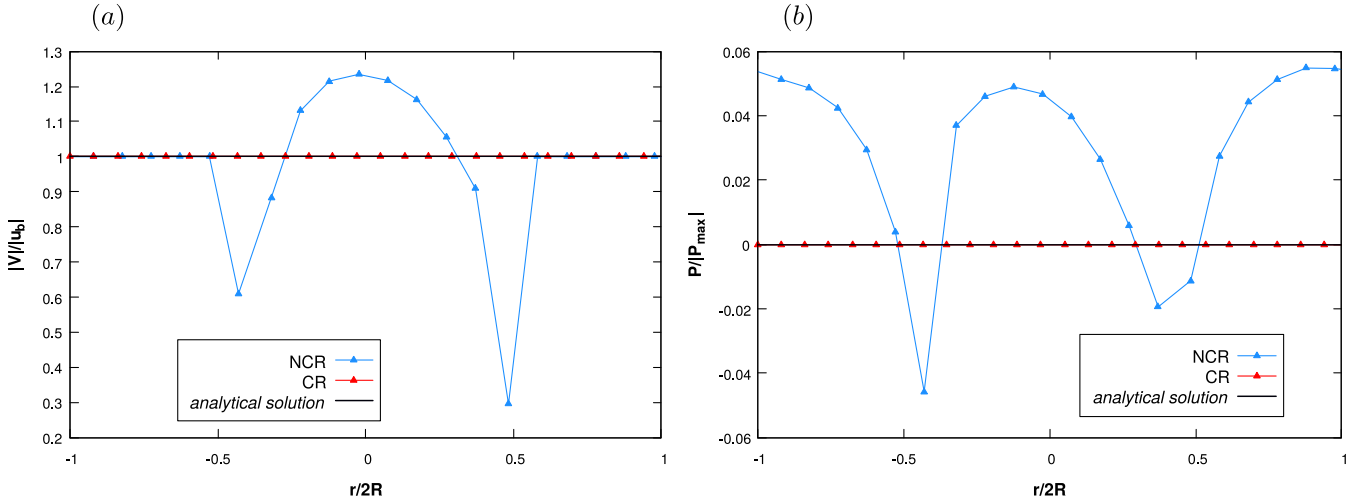 (a)
1.3
1.2
1.1
1
0.9
0.8
0.7
0.6
0.5
0.4
0.3
0.2
|V|/|u_b|
NCR
CR
analytical solution
-1
-0.5
0
0.5
1
r/2R
(b)
0.06
0.04
0.02
0
-0.02
-0.04
-0.06
P/|P_max|
NCR
CR
analytical solution
-1
-0.5
0
0.5
1
r/2R